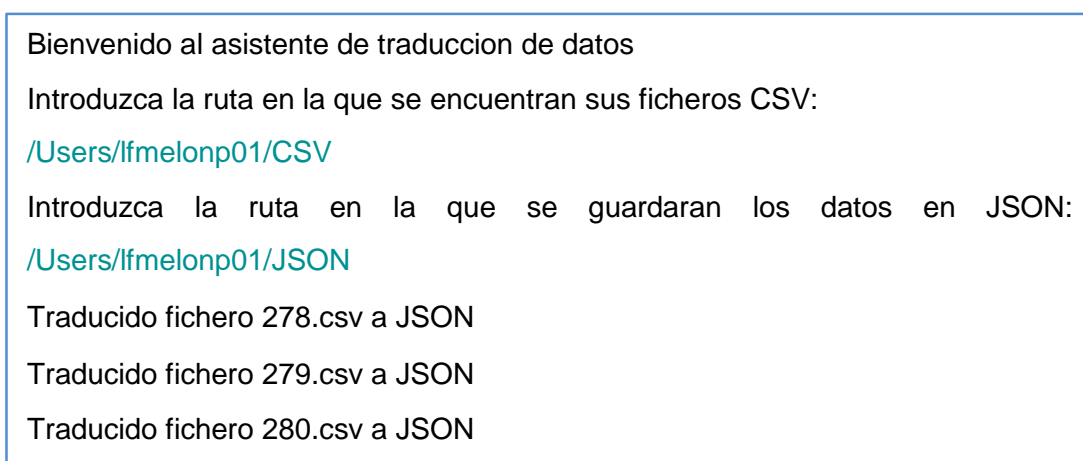 Bienvenido al asistente de traduccion de datos
Introduzca la ruta en la que se encuentran sus ficheros CSV:
/Users/lfmelonp01/CSV
Introduzca la ruta en la que se guardaran los datos en JSON:
/Users/lfmelonp01/JSON
Traducido fichero 278.csv a JSON
Traducido fichero 279.csv a JSON
Traducido fichero 280.csv a JSON